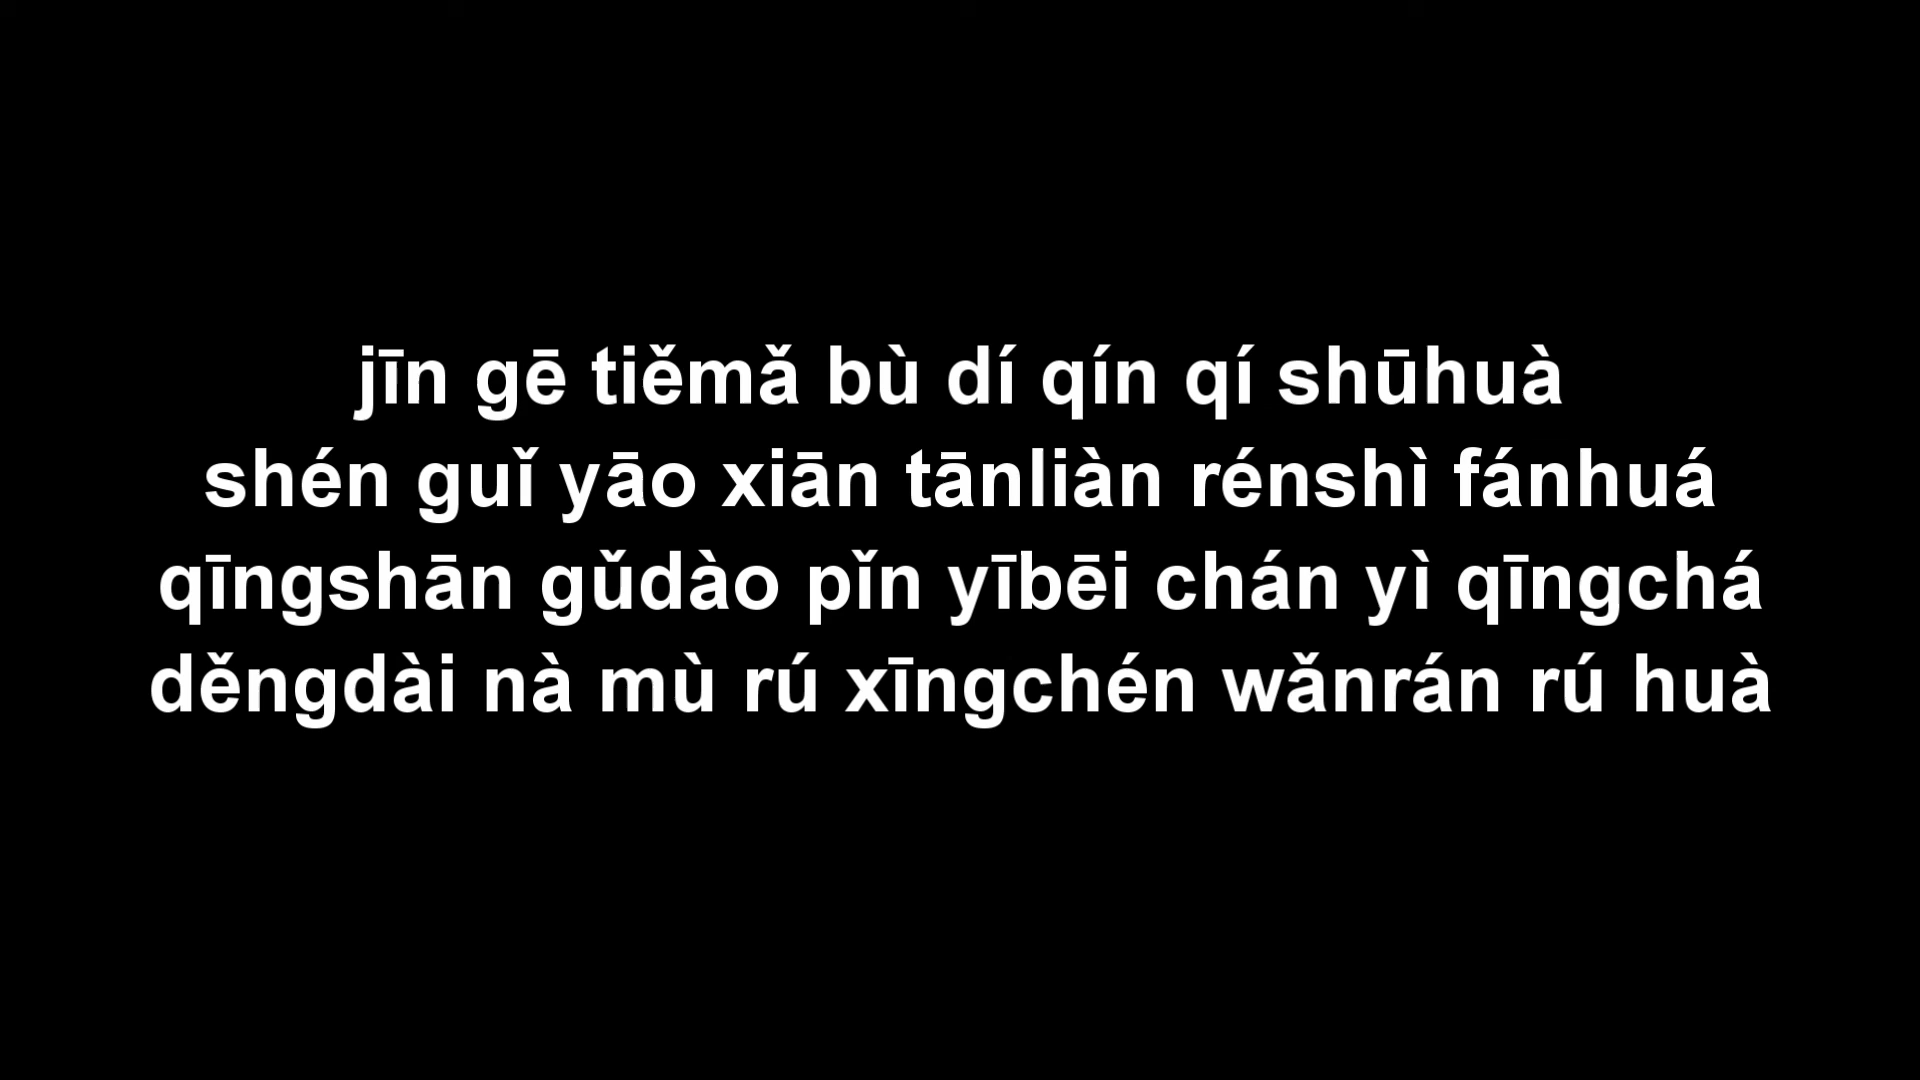 jīn gē tiěmǎ bù dí qín qí shūhuà
shén guǐ yāo xiān tānliàn rénshì fánhuá
qīngshān gǔdào pǐn yībēi chán yì qīngchá
děngdài nà mù rú xīngchén wǎnrán rú huà